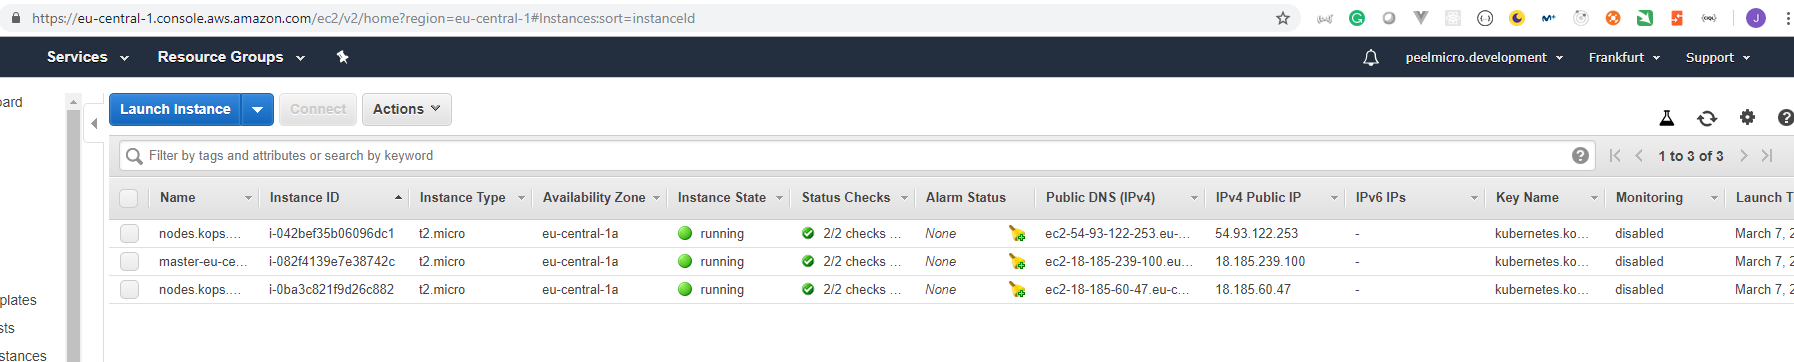 https://eu-central-1.console.aws.amazon.com/ec2/v2/home?region=eu-central-1#Instances:sort=instanceId
Services Resource Groups peelmicro.development Frankfurt Support
oard
Launch Instance Connect Actions
Filter by tags and attributes or search by keyword 1 to 3 of 3
Name Instance ID Instance Type Availability Zone Instance State Status Checks Alarm Status Public DNS (IPv4) IPv4 Public IP IPv6 IPs Key Name Monitoring Launch T
nodes.kops.... i-042bef35b06096dc1 t2.micro eu-central-1a running 2/2 checks ... None ec2-54-93-122-253.eu-... 54.93.122.253 - kubernetes.ko... disabled March 7, 2
master-eu-ce... i-082f4139e7e38742c t2.micro eu-central-1a running 2/2 checks ... None ec2-18-185-239-100.eu... 18.185.239.100 - kubernetes.ko... disabled March 7, 2
nodes.kops.... i-0ba3c821f9d26c882 t2.micro eu-central-1a running 2/2 checks ... None ec2-18-185-60-47.eu-c... 18.185.60.47 - kubernetes.ko... disabled March 7, 2
plates
sts
stances